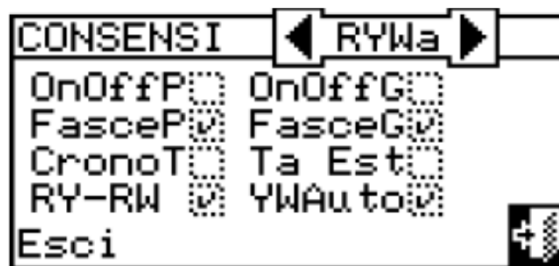 CONSENSI RYWa
OnOffP OnOffG
FasceP FasceG
CronoT Ta Est
RY-RW YWAuto
Esci